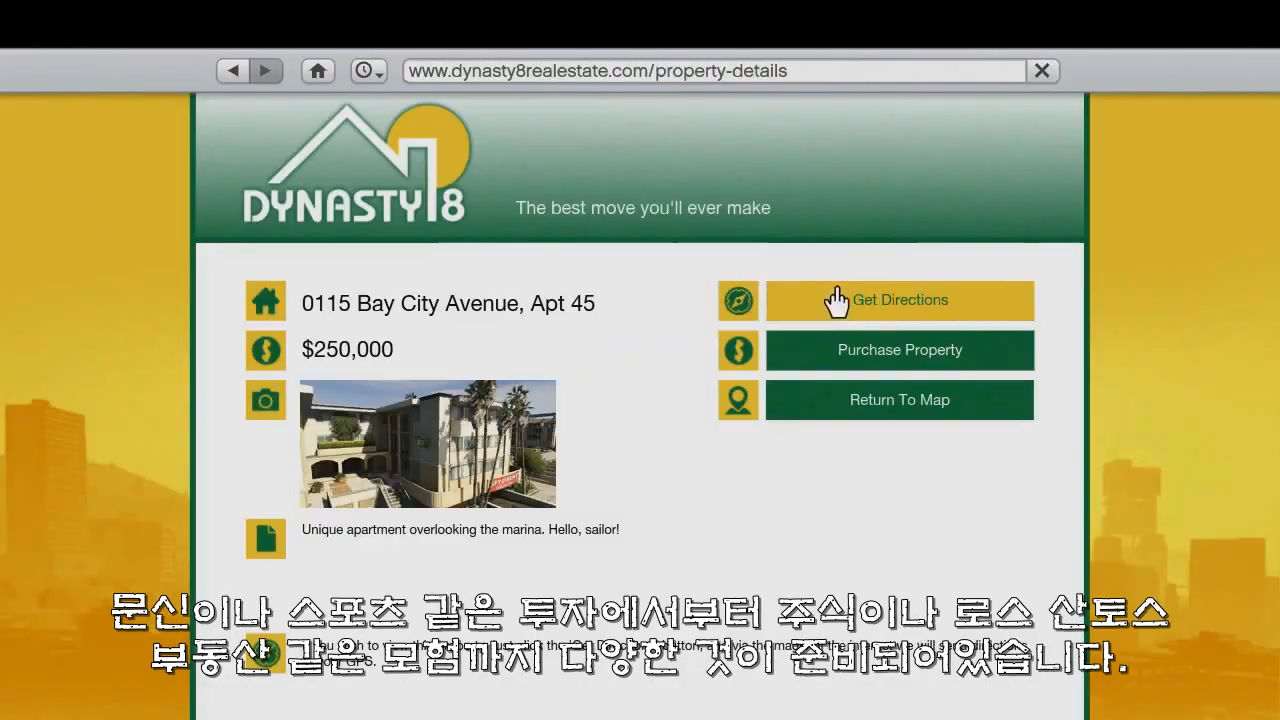 www.dynasty8realestate.com/property-details
DYNASTY 8
The best move you'll ever make
0115 Bay City Avenue, Apt 45
Get Directions
$250,000
Purchase Property
Return To Map
Unique apartment overlooking the marina. Hello, sailor!
문신이나 스포츠 같은 투자에서부터 주식이나 로스 산토스
부동산 같은 보험까지 다양한 것이 준비되어있습니다.